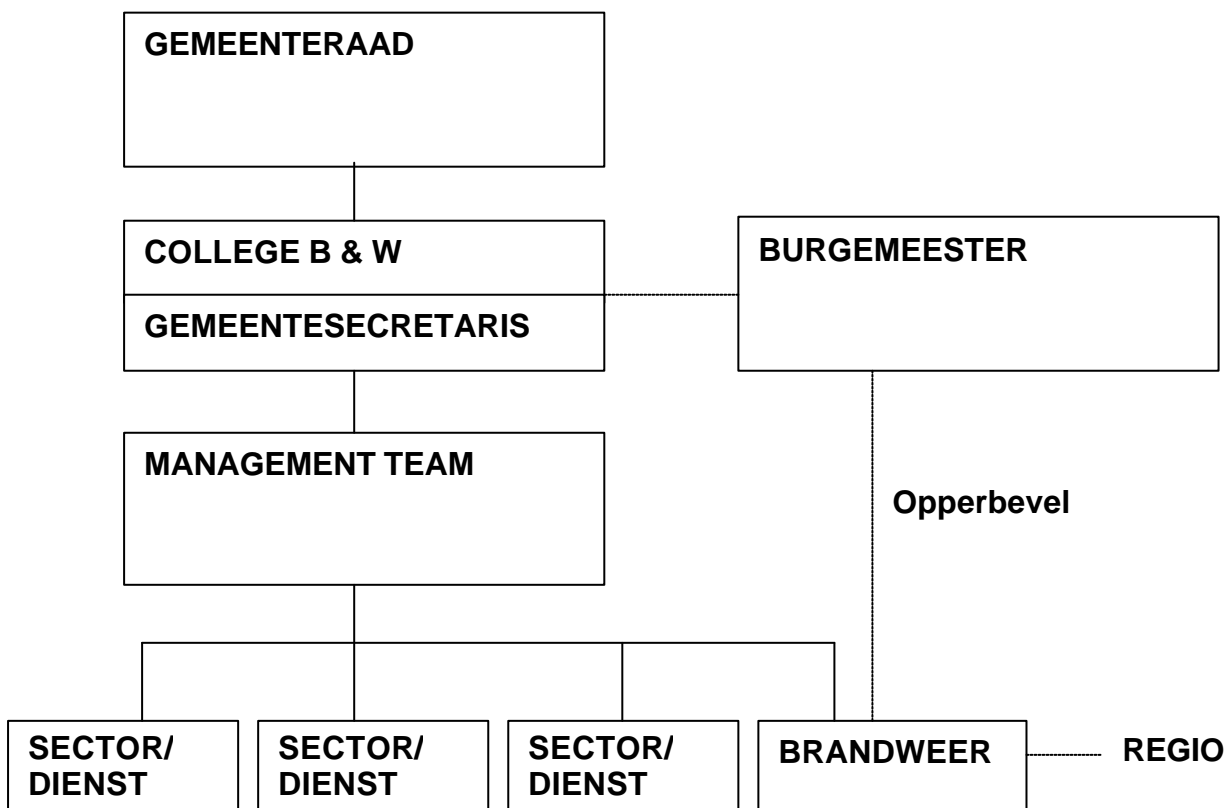 GEMEENTERAAD
COLLEGE B & W
BURGEMEESTER
GEMEENTESECRETARIS
MANAGEMENT TEAM
Opperbevel
SECTOR/
DIENST
SECTOR/
DIENST
SECTOR/
DIENST
BRANDWEER
REGIO